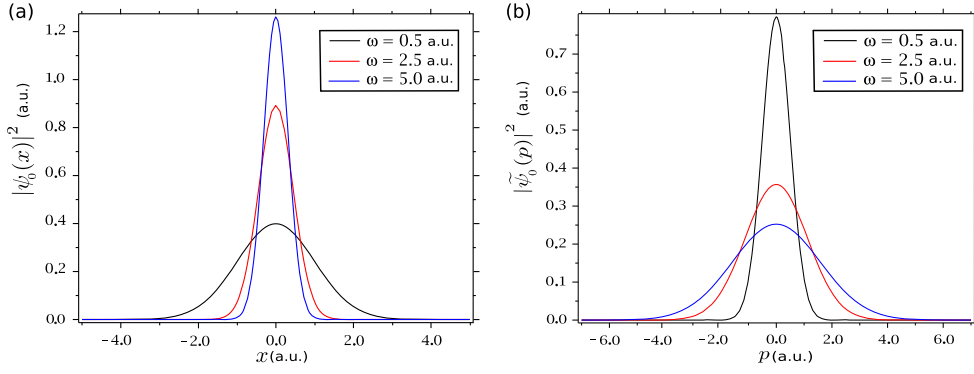 (a)
|ψ₀(x)|² (a.u.)
1.2
1.0
0.8
0.6
0.4
0.2
0.0
ω = 0.5 a.u.
ω = 2.5 a.u.
ω = 5.0 a.u.
-4.0 -2.0 0.0 2.0 4.0
x (a.u.)
(b)
|ψ̃₀(p)|² (a.u.)
0.7
0.6
0.5
0.4
0.3
0.2
0.1
0.0
ω = 0.5 a.u.
ω = 2.5 a.u.
ω = 5.0 a.u.
-6.0 -4.0 -2.0 0.0 2.0 4.0 6.0
p (a.u.)